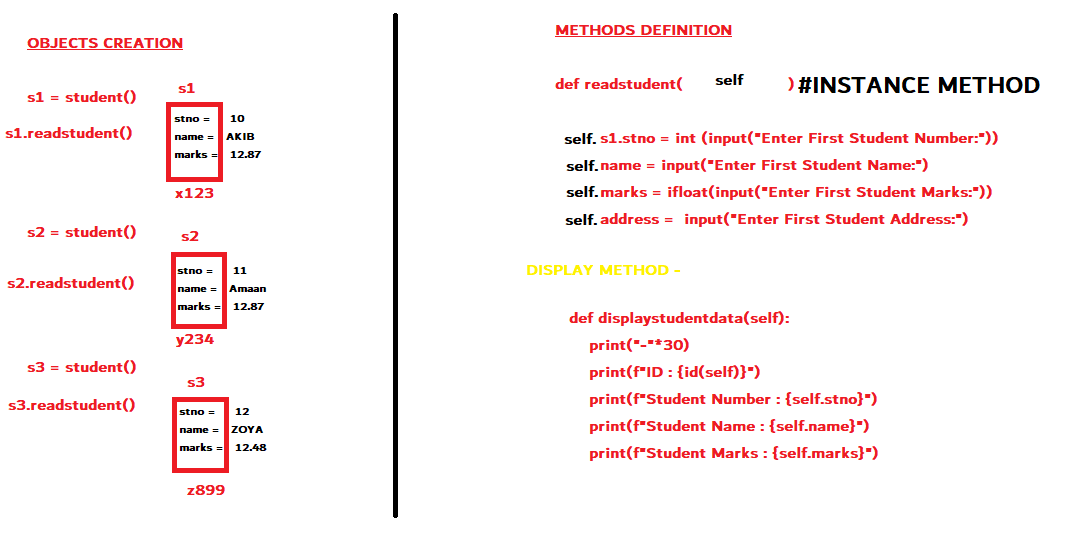 OBJECTS CREATION
s1 = student()
s1.readstudent()
s1
stno = 10
name = AKIB
marks = 12.87
x123
s2 = student()
s2.readstudent()
s2
stno = 11
name = Amaan
marks = 12.87
y234
s3 = student()
s3.readstudent()
s3
stno = 12
name = ZOYA
marks = 12.48
z899
METHODS DEFINITION
def readstudent( self ) #INSTANCE METHOD
self. s1.stno = int (input("Enter First Student Number:"))
self. name = input("Enter First Student Name:")
self. marks = ifloat(input("Enter First Student Marks:"))
self. address = input("Enter First Student Address:")
DISPLAY METHOD -
def displaystudentdata(self):
print("-"*30)
print(f"ID : {id(self)}")
print(f"Student Number : {self.stno}")
print(f"Student Name : {self.name}")
print(f"Student Marks : {self.marks}")